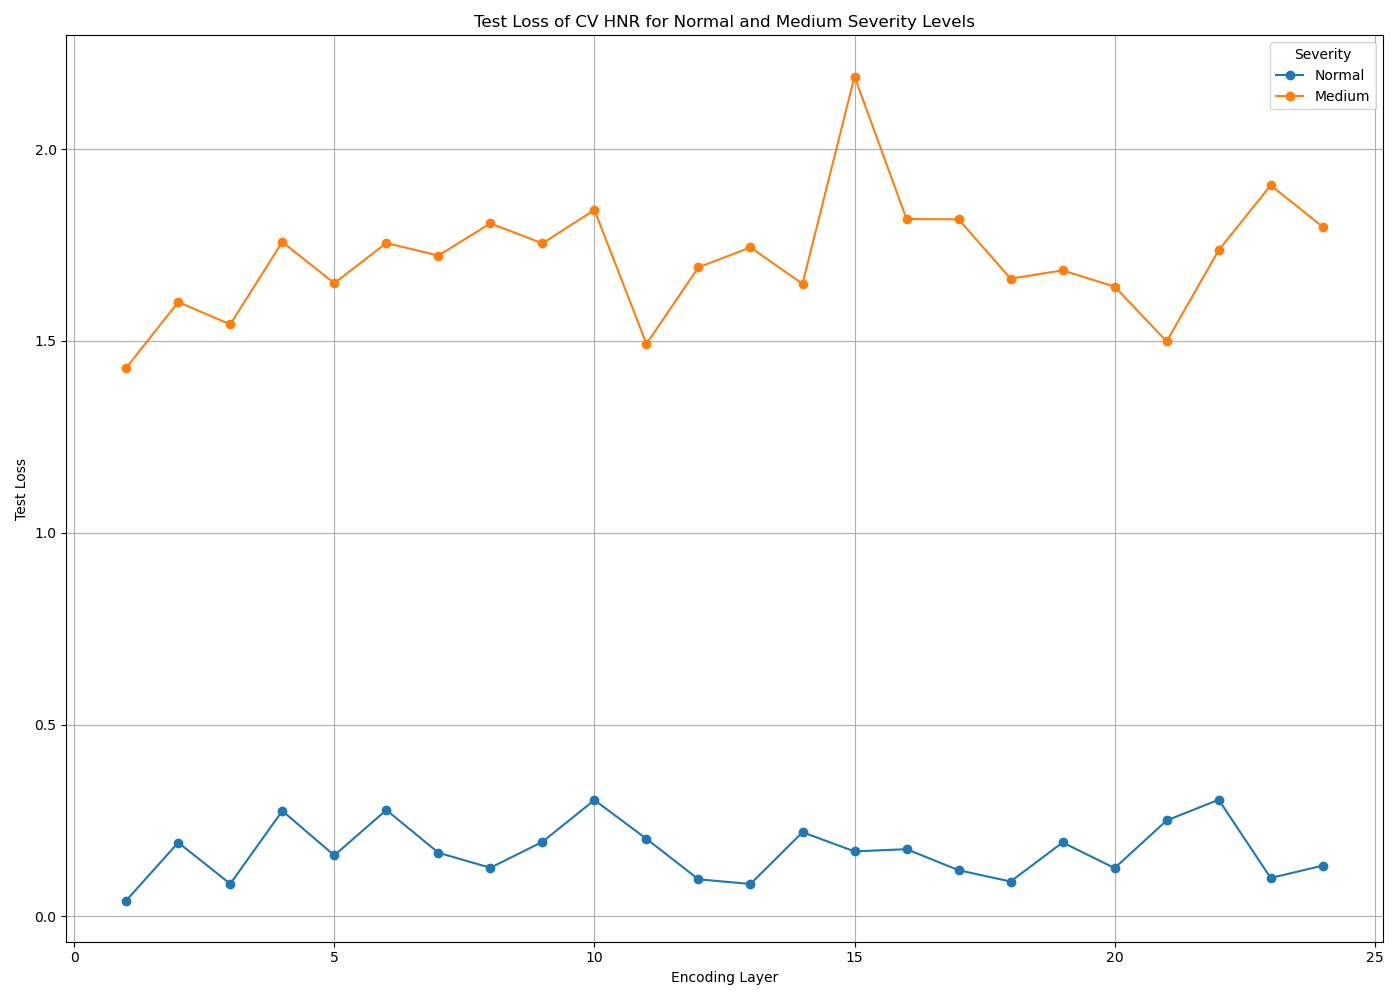 Test Loss of CV HNR for Normal and Medium Severity Levels
Severity
Normal
Medium
2.0
1.5
1.0
0.5
0.0
Test Loss
0 5 10 15 20 25
Encoding Layer